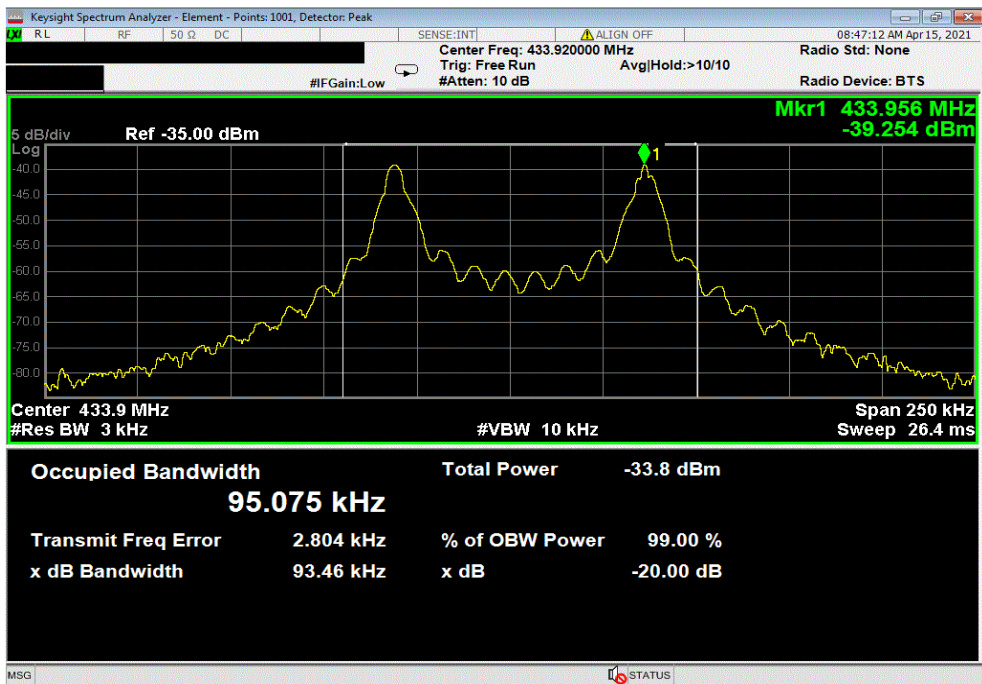 Keysight Spectrum Analyzer - Element - Points: 1001, Detector: Peak
LXI RL RF 50 Ω DC SENSE:INT ALIGN OFF 08:47:12 AM Apr 15, 2021
Center Freq: 433.920000 MHz Radio Std: None
Trig: Free Run Avg|Hold:>10/10
#IFGain:Low #Atten: 10 dB Radio Device: BTS
Mkr1 433.956 MHz
5 dB/div Ref -35.00 dBm -39.254 dBm
Log
1
-40.0
-45.0
-50.0
-55.0
-60.0
-65.0
-70.0
-75.0
-80.0
Center 433.9 MHz Span 250 kHz
#Res BW 3 kHz #VBW 10 kHz Sweep 26.4 ms
Occupied Bandwidth Total Power -33.8 dBm
95.075 kHz
Transmit Freq Error 2.804 kHz % of OBW Power 99.00 %
x dB Bandwidth 93.46 kHz x dB -20.00 dB
MSG STATUS